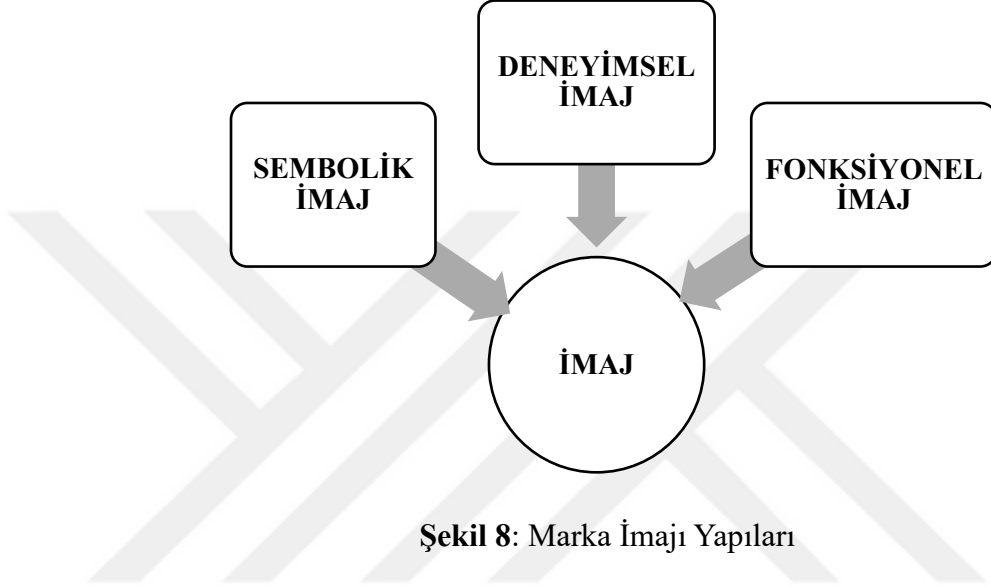 DENEYİMSEL
İMAJ
SEMBOLİK
İMAJ
FONKSİYONEL
İMAJ
İMAJ
Şekil 8: Marka İmajı Yapıları